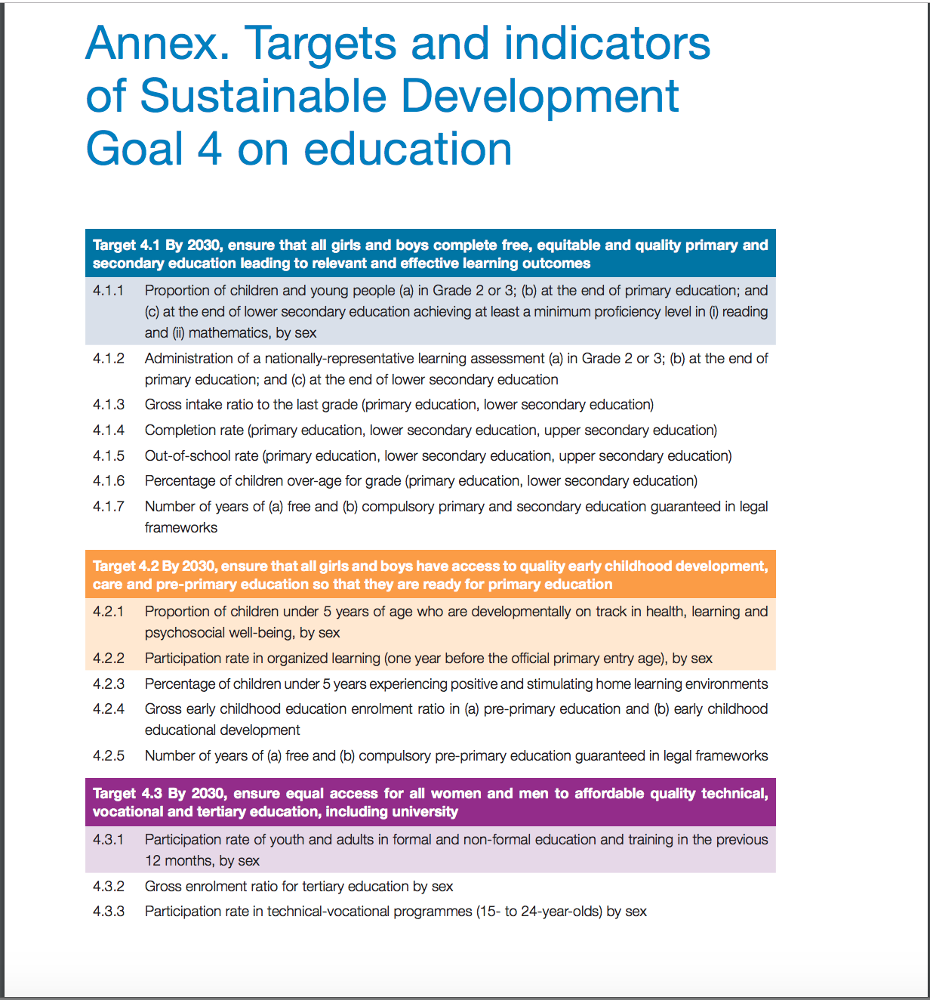 Annex. Targets and indicators
of Sustainable Development
Goal 4 on education
Target 4.1 By 2030, ensure that all girls and boys complete free, equitable and quality primary and
secondary education leading to relevant and effective learning outcomes
4.1.1 Proportion of children and young people (a) in Grade 2 or 3; (b) at the end of primary education; and
(c) at the end of lower secondary education achieving at least a minimum proficiency level in (i) reading
and (ii) mathematics, by sex
4.1.2 Administration of a nationally-representative learning assessment (a) in Grade 2 or 3; (b) at the end of
primary education; and (c) at the end of lower secondary education
4.1.3 Gross intake ratio to the last grade (primary education, lower secondary education)
4.1.4 Completion rate (primary education, lower secondary education, upper secondary education)
4.1.5 Out-of-school rate (primary education, lower secondary education, upper secondary education)
4.1.6 Percentage of children over-age for grade (primary education, lower secondary education)
4.1.7 Number of years of (a) free and (b) compulsory primary and secondary education guaranteed in legal
frameworks
Target 4.2 By 2030, ensure that all girls and boys have access to quality early childhood development,
care and pre-primary education so that they are ready for primary education
4.2.1 Proportion of children under 5 years of age who are developmentally on track in health, learning and
psychosocial well-being, by sex
4.2.2 Participation rate in organized learning (one year before the official primary entry age), by sex
4.2.3 Percentage of children under 5 years experiencing positive and stimulating home learning environments
4.2.4 Gross early childhood education enrolment ratio in (a) pre-primary education and (b) early childhood
educational development
4.2.5 Number of years of (a) free and (b) compulsory pre-primary education guaranteed in legal frameworks
Target 4.3 By 2030, ensure equal access for all women and men to affordable quality technical,
vocational and tertiary education, including university
4.3.1 Participation rate of youth and adults in formal and non-formal education and training in the previous
12 months, by sex
4.3.2 Gross enrolment ratio for tertiary education by sex
4.3.3 Participation rate in technical-vocational programmes (15- to 24-year-olds) by sex